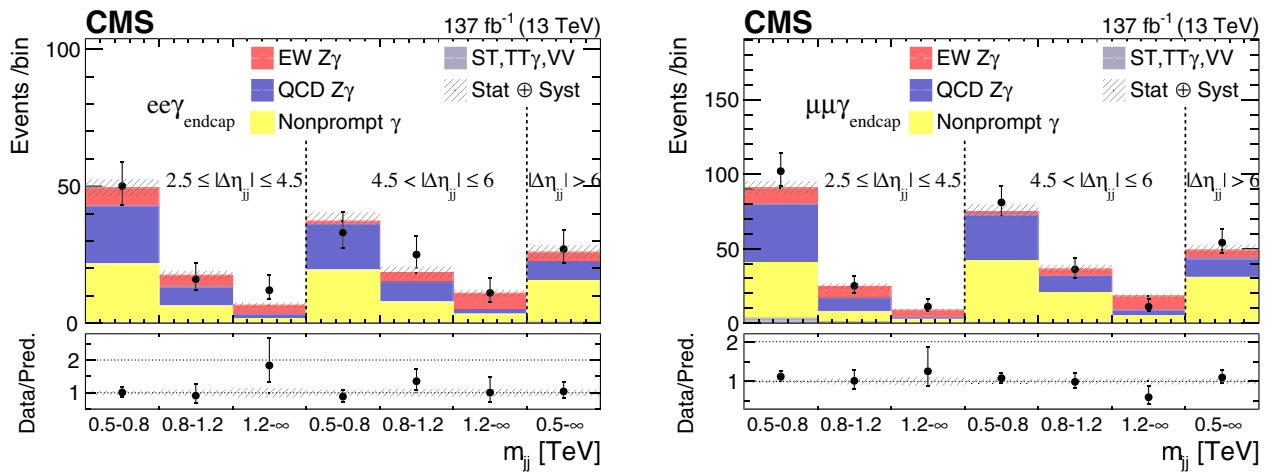 CMS 137 fb⁻¹ (13 TeV)
Events /bin
100
50
0
EW Zγ
ST,TTγ,VV
QCD Zγ
Stat ⊕ Syst
Nonprompt γ
eeγ_endcap
2.5 ≤ |Δη_jj| ≤ 4.5
4.5 < |Δη_jj| ≤ 6
|Δη_jj| > 6
Data/Pred.
2
1
0.5-0.8 0.8-1.2 1.2-∞ 0.5-0.8 0.8-1.2 1.2-∞ 0.5-∞
m_jj [TeV]
CMS 137 fb⁻¹ (13 TeV)
Events /bin
150
100
50
0
EW Zγ
ST,TTγ,VV
QCD Zγ
Stat ⊕ Syst
Nonprompt γ
μμγ_endcap
2.5 ≤ |Δη_jj| ≤ 4.5
4.5 < |Δη_jj| ≤ 6
|Δη_jj| > 6
Data/Pred.
2
1
0.5-0.8 0.8-1.2 1.2-∞ 0.5-0.8 0.8-1.2 1.2-∞ 0.5-∞
m_jj [TeV]